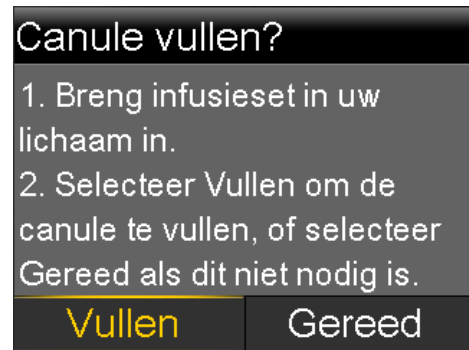 Canule vullen?
1. Breng infusieset in uw
lichaam in.
2. Selecteer Vullen om de
canule te vullen, of selecteer
Gereed als dit niet nodig is.
Vullen Gereed